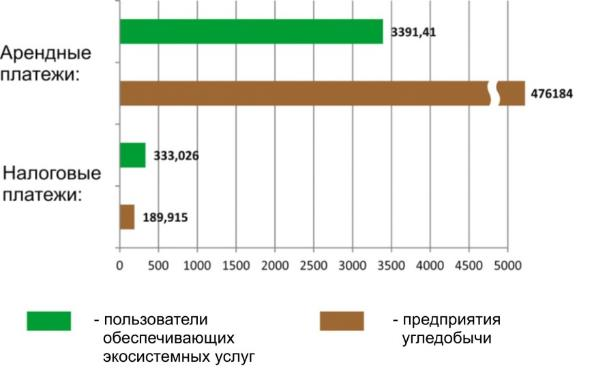 Арендные
платежи:
3391,41
476184
Налоговые
платежи:
333,026
189,915
0 500 1000 1500 2000 2500 3000 3500 4000 4500 5000
- пользователи
обеспечивающих
экосистемных услуг
- предприятия
угледобычи